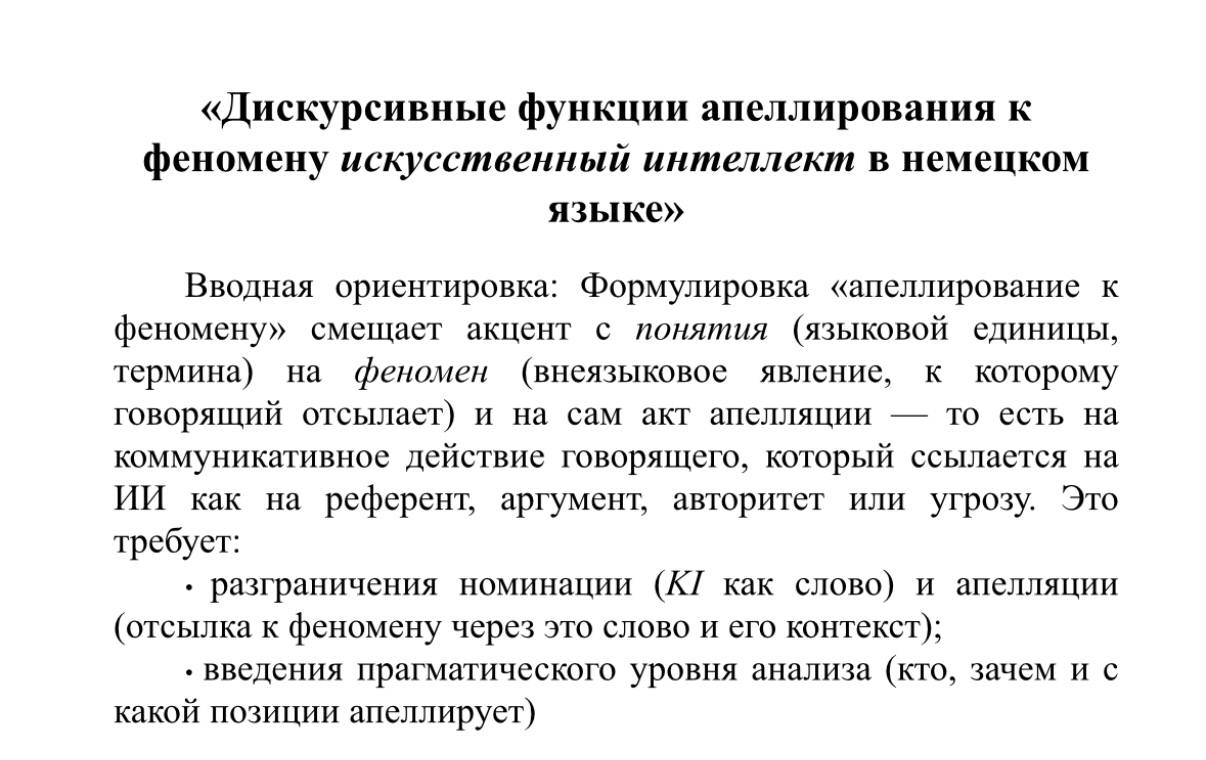 «Дискурсивные функции апеллирования к
феномену искусственный интеллект в немецком
языке»
Вводная ориентировка: Формулировка «апеллирование к
феномену» смещает акцент с понятия (языковой единицы,
термина) на феномен (внеязыковое явление, к которому
говорящий отсылает) и на сам акт апелляции — то есть на
коммуникативное действие говорящего, который ссылается на
ИИ как на референт, аргумент, авторитет или угрозу. Это
требует:
• разграничения номинации (KI как слово) и апелляции
(отсылка к феномену через это слово и его контекст);
• введения прагматического уровня анализа (кто, зачем и с
какой позиции апеллирует)